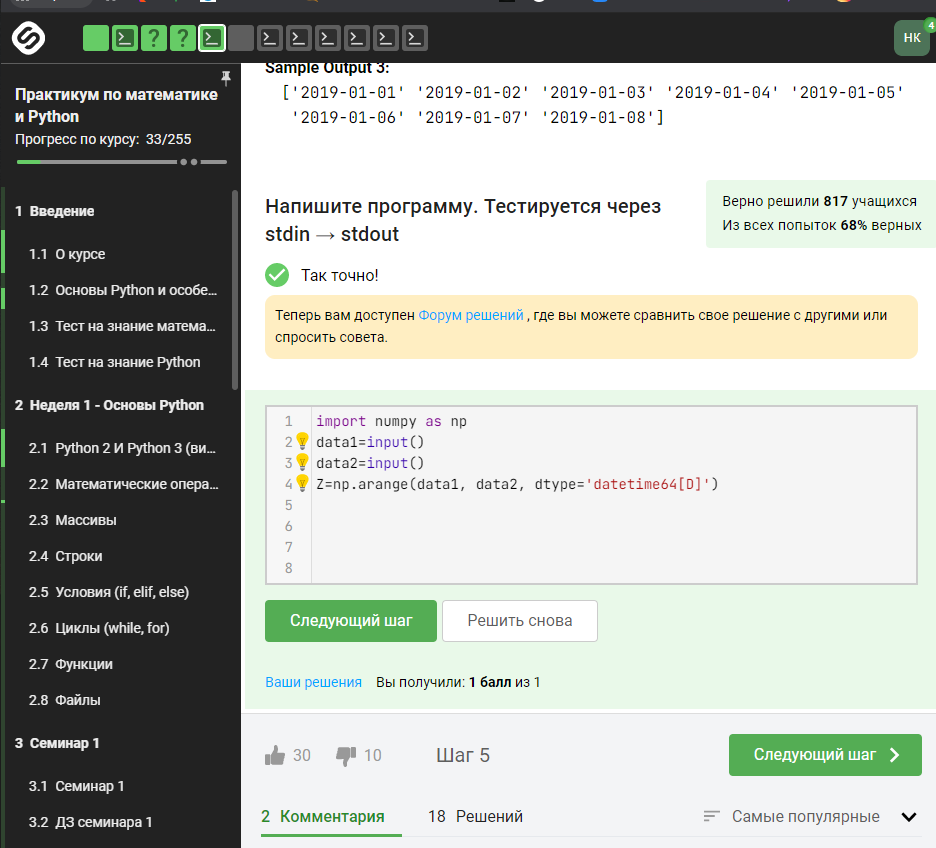 НК
4
Практикум по математике
и Python
Прогресс по курсу: 33/255
1 Введение
1.1 О курсе
1.2 Основы Python и особе...
1.3 Тест на знание матема...
1.4 Тест на знание Python
2 Неделя 1 - Основы Python
2.1 Python 2 И Python 3 (ви...
2.2 Математические опера...
2.3 Массивы
2.4 Строки
2.5 Условия (if, elif, else)
2.6 Циклы (while, for)
2.7 Функции
2.8 Файлы
3 Семинар 1
3.1 Семинар 1
3.2 ДЗ семинара 1
Sample Output 3:
['2019-01-01' '2019-01-02' '2019-01-03' '2019-01-04' '2019-01-05'
'2019-01-06' '2019-01-07' '2019-01-08']
Напишите программу. Тестируется через
stdin → stdout
Верно решили 817 учащихся
Из всех попыток 68% верных
Так точно!
Теперь вам доступен Форум решений , где вы можете сравнить свое решение с другими или
спросить совета.
1 import numpy as np
2 data1=input()
3 data2=input()
4 Z=np.arange(data1, data2, dtype='datetime64[D]')
5
6
7
8
Следующий шаг
Решить снова
Ваши решения Вы получили: 1 балл из 1
30 10 Шаг 5 Следующий шаг
2 Комментария 18 Решений Самые популярные